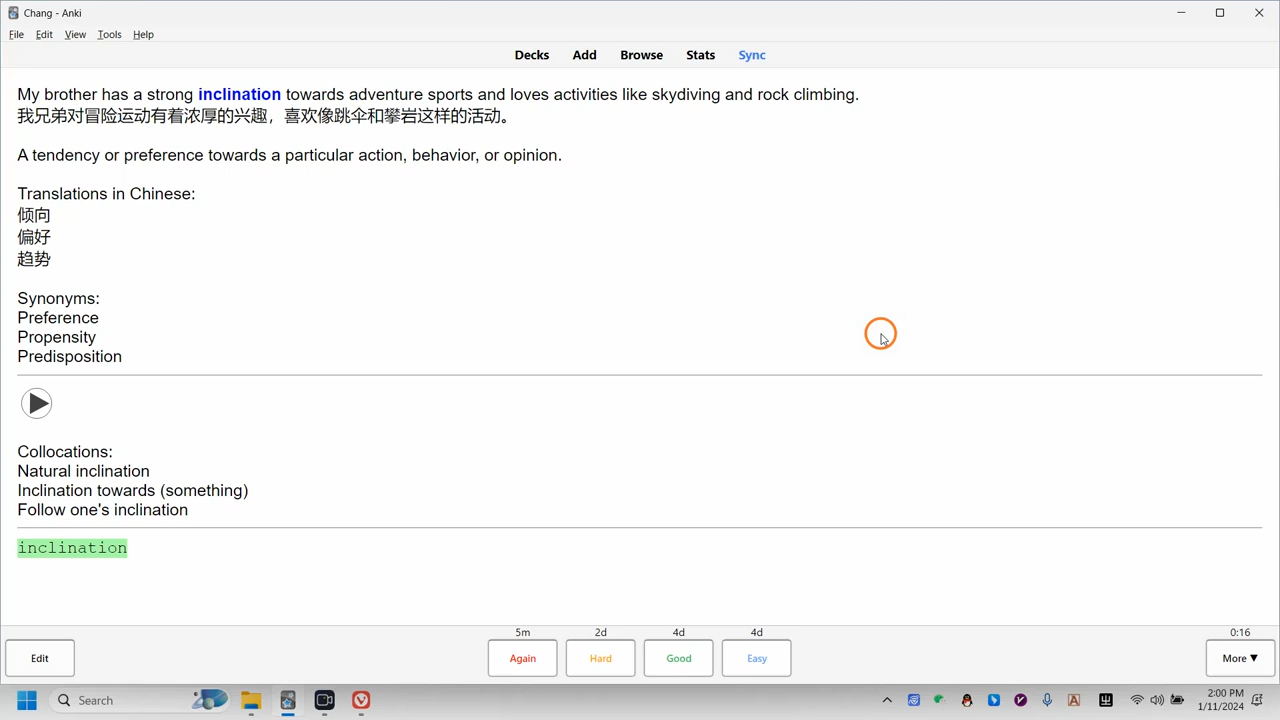 Chang - Anki
File Edit View Tools Help
Decks Add Browse Stats Sync
My brother has a strong inclination towards adventure sports and loves activities like skydiving and rock climbing.
我兄弟对冒险运动有着浓厚的兴趣，喜欢像跳伞和攀岩这样的活动。
A tendency or preference towards a particular action, behavior, or opinion.
Translations in Chinese:
倾向
偏好
趋势
Synonyms:
Preference
Propensity
Predisposition
Collocations:
Natural inclination
Inclination towards (something)
Follow one's inclination
inclination
5m 2d 4d 4d 0:16
Edit Again Hard Good Easy More ▼
Search
2:00 PM
1/11/2024